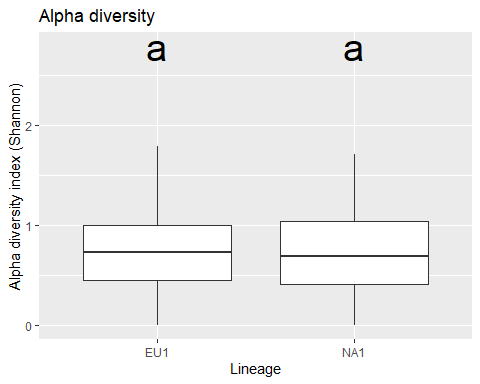 Alpha diversity
a a
Alpha diversity index (Shannon)
2
1
0
EU1 NA1
Lineage